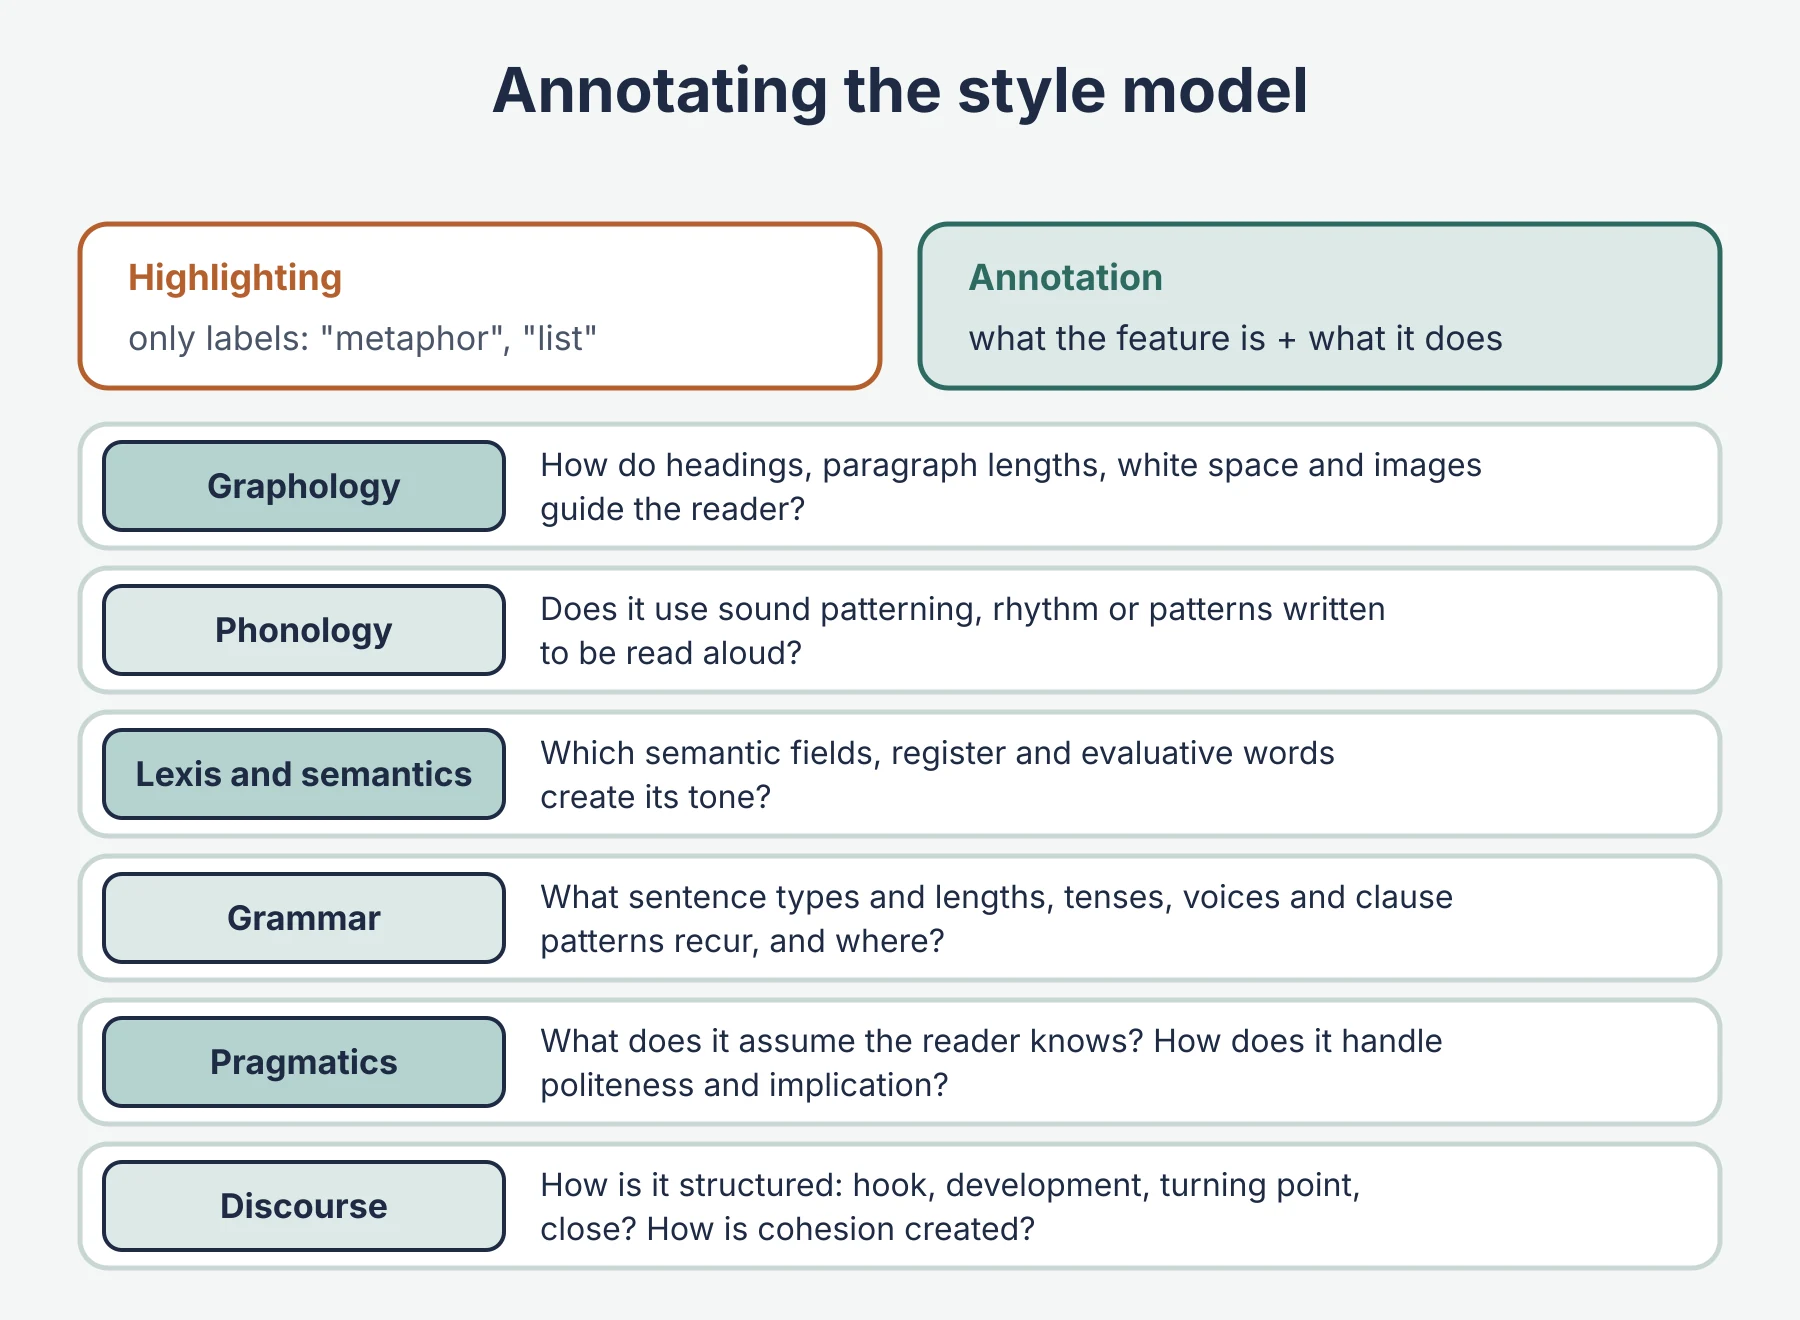 Annotating the style model
Highlighting
only labels: "metaphor", "list"
Annotation
what the feature is + what it does
Graphology
How do headings, paragraph lengths, white space and images
guide the reader?
Phonology
Does it use sound patterning, rhythm or patterns written
to be read aloud?
Lexis and semantics
Which semantic fields, register and evaluative words
create its tone?
Grammar
What sentence types and lengths, tenses, voices and clause
patterns recur, and where?
Pragmatics
What does it assume the reader knows? How does it handle
politeness and implication?
Discourse
How is it structured: hook, development, turning point,
close? How is cohesion created?